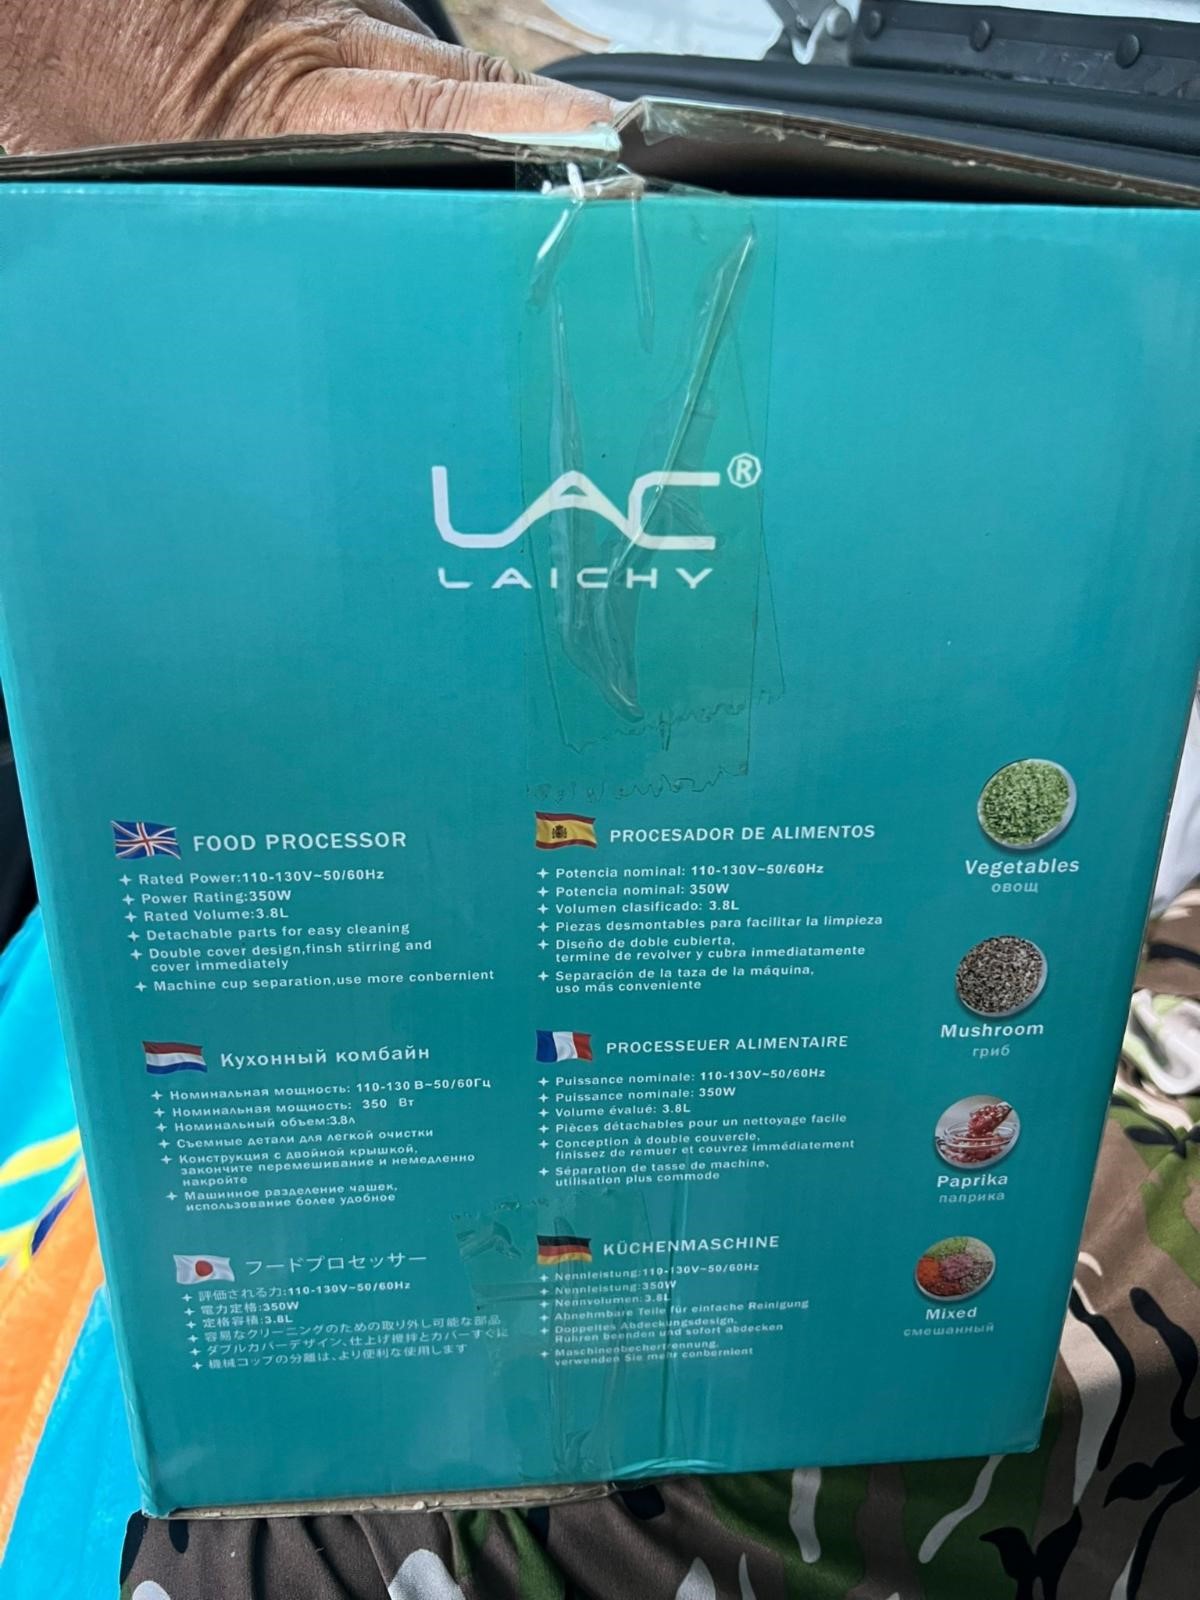 LAC®
LAICHY
FOOD PROCESSOR
Rated Power:110-130V~50/60Hz
Power Rating:350W
Rated Volume:3.8L
Detachable parts for easy cleaning
Double cover design,finsh stirring and
cover immediately
Machine cup separation,use more conbernient
PROCESADOR DE ALIMENTOS
Potencia nominal: 110-130V~50/60Hz
Potencia nominal: 350W
Volumen clasificado: 3.8L
Piezas desmontables para facilitar la limpieza
Diseño de doble cubierta,
termine de revolver y cubra inmediatamente
Separación de la taza de la máquina,
uso más conveniente
Кухонный комбайн
Номинальная мощность: 110-130 В~50/60Гц
Номинальная мощность: 350 Вт
Номинальный объем:3.8л
Съемные детали для легкой очистки
Конструкция с двойной крышкой,
закончите перемешивание и немедленно
накройте
Машинное разделение чашек,
использование более удобное
PROCESSEUER ALIMENTAIRE
Puissance nominale: 110-130V~50/60Hz
Puissance nominale: 350W
Volume évalué: 3.8L
Pièces détachables pour un nettoyage facile
Conception à double couvercle,
finissez de remuer et couvrez immédiatement
Séparation de tasse de machine,
utilisation plus commode
フードプロセッサー
評価される力:110-130V~50/60Hz
電力定格:350W
定格容積:3.8L
容易なクリーニングのための取り外し可能な部品
ダブルカバーデザイン、仕上げ攪拌とカバーすぐに
機械コップの分離は、より便利な使用します
KÜCHENMASCHINE
Nennleistung:110-130V~50/60Hz
Nennleistung:350W
Nennvolumen:3.8L
Abnehmbare Teile für einfache Reinigung
Doppeltes Abdeckungsdesign,
Rühren beenden und sofort abdecken
Maschinenbechertrennung,
verwenden Sie mehr conbernient
Vegetables
овощ
Mushroom
гриб
Paprika
паприка
Mixed
смешанный